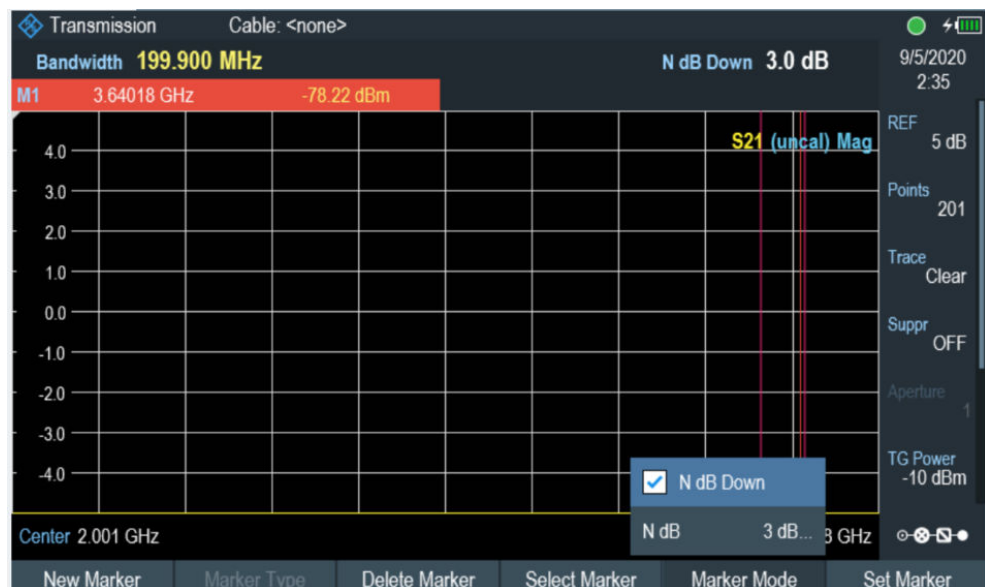 Transmission Cable: <none>
Bandwidth 199.900 MHz N dB Down 3.0 dB 9/5/2020
2:35
M1 3.64018 GHz -78.22 dBm
REF
5 dB
S21 (uncal) Mag
4.0
Points
201
3.0
2.0
Trace
Clear
1.0
0.0
Suppr
OFF
-1.0
-2.0
Aperture
1
-3.0
TG Power
-10 dBm
-4.0
N dB Down
N dB 3 dB...
Center 2.001 GHz 8 GHz
New Marker Marker Type Delete Marker Select Marker Marker Mode Set Marker